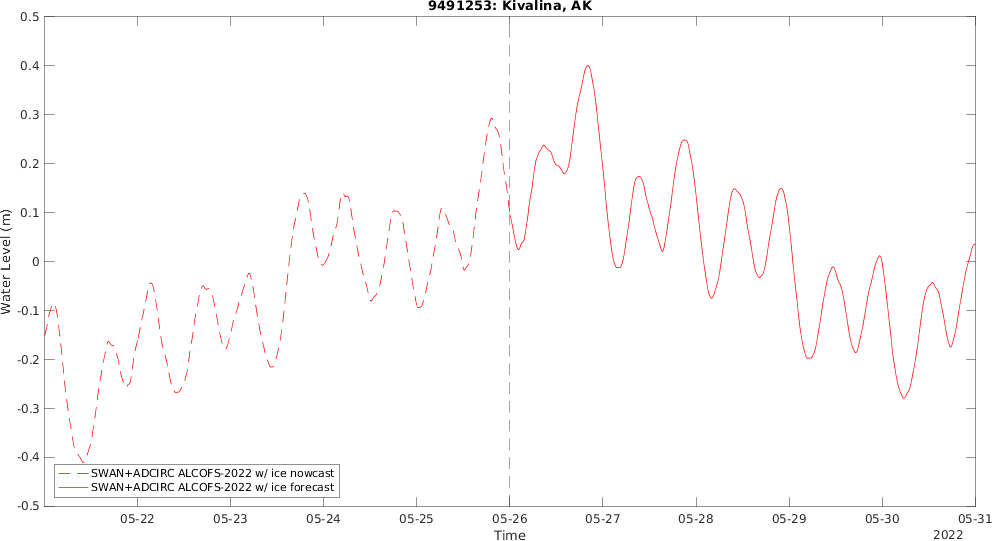 9491253: Kivalina, AK
0.5
0.4
0.3
0.2
0.1
0
-0.1
-0.2
-0.3
-0.4
-0.5
Water Level (m)
SWAN+ADCIRC ALCOFS-2022 w/ ice nowcast
SWAN+ADCIRC ALCOFS-2022 w/ ice forecast
05-22 05-23 05-24 05-25 05-26 05-27 05-28 05-29 05-30 05-31
Time
2022